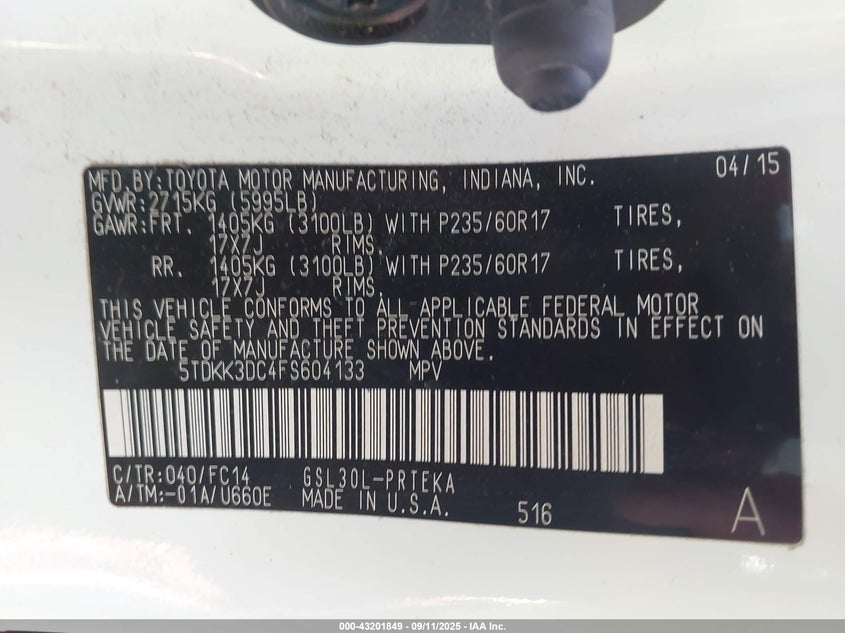 MFD.BY:TOYOTA MOTOR MANUFACTURING, INDIANA, INC. 04/15
GVWR:2715KG (5995LB)
GAWR:FRT. 1405KG (3100LB) WITH P235/60R17 TIRES,
17X7J RIMS,
RR. 1405KG (3100LB) WITH P235/60R17 TIRES,
17X7J RIMS,
THIS VEHICLE CONFORMS TO ALL APPLICABLE FEDERAL MOTOR
VEHICLE SAFETY AND THEFT PREVENTION STANDARDS IN EFFECT ON
THE DATE OF MANUFACTURE SHOWN ABOVE.
5TDKK3DC4FS604133 MPV
C/TR:040/FC14 GSL30L-PRTEKA
A/TM:-01A/U660E MADE IN U.S.A. 516 A
000-43201849 - 09/11/2025 - IAA Inc.